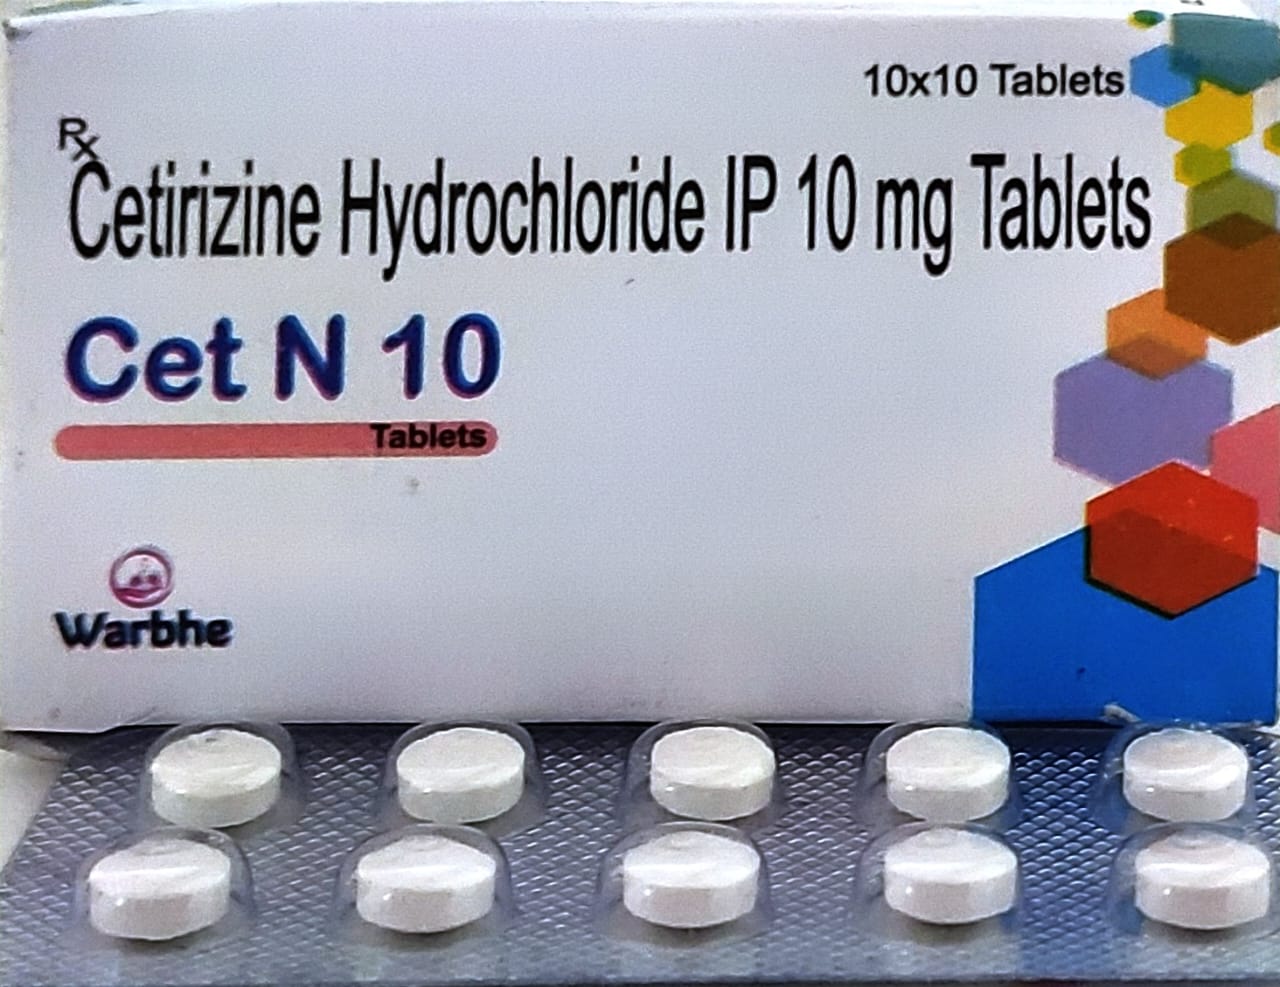 10x10 Tablets
Rx
Cetirizine Hydrochloride IP 10 mg Tablets
Cet N 10
Tablets
Warbhe